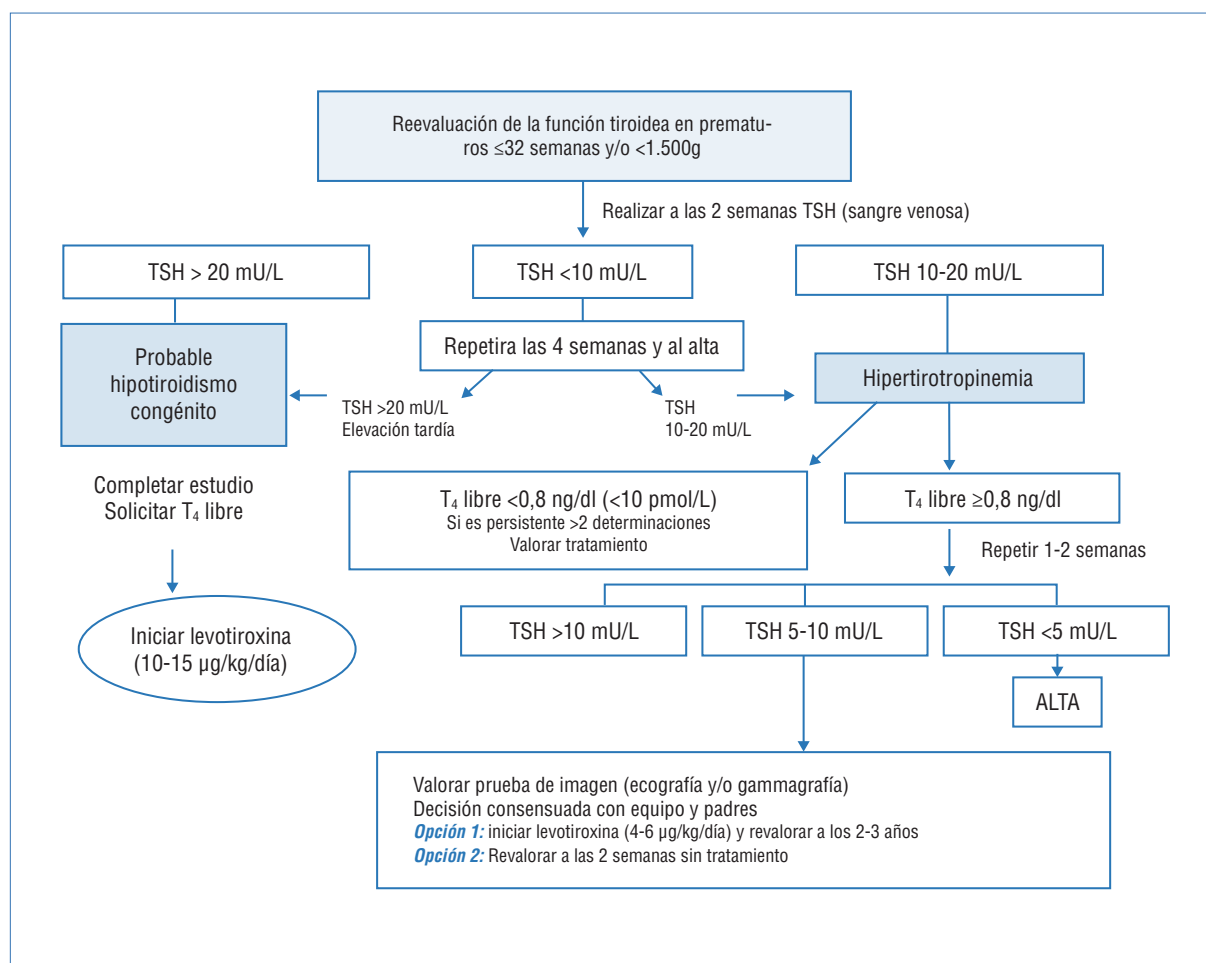 Reevaluación de la función tiroidea en prematu-
ros ≤32 semanas y/o <1.500g
Realizar a las 2 semanas TSH (sangre venosa)
TSH > 20 mU/L
TSH <10 mU/L
TSH 10-20 mU/L
Probable
hipotiroidismo
congénito
Repetira las 4 semanas y al alta
Hipertirotropinemia
TSH >20 mU/L
Elevación tardía
TSH
10-20 mU/L
Completar estudio
Solicitar T₄ libre
T₄ libre <0,8 ng/dl (<10 pmol/L)
Si es persistente >2 determinaciones
Valorar tratamiento
T₄ libre ≥0,8 ng/dl
Repetir 1-2 semanas
Iniciar levotiroxina
(10-15 µg/kg/día)
TSH >10 mU/L
TSH 5-10 mU/L
TSH <5 mU/L
ALTA
Valorar prueba de imagen (ecografía y/o gammagrafía)
Decisión consensuada con equipo y padres
Opción 1: iniciar levotiroxina (4-6 µg/kg/día) y revalorar a los 2-3 años
Opción 2: Revalorar a las 2 semanas sin tratamiento